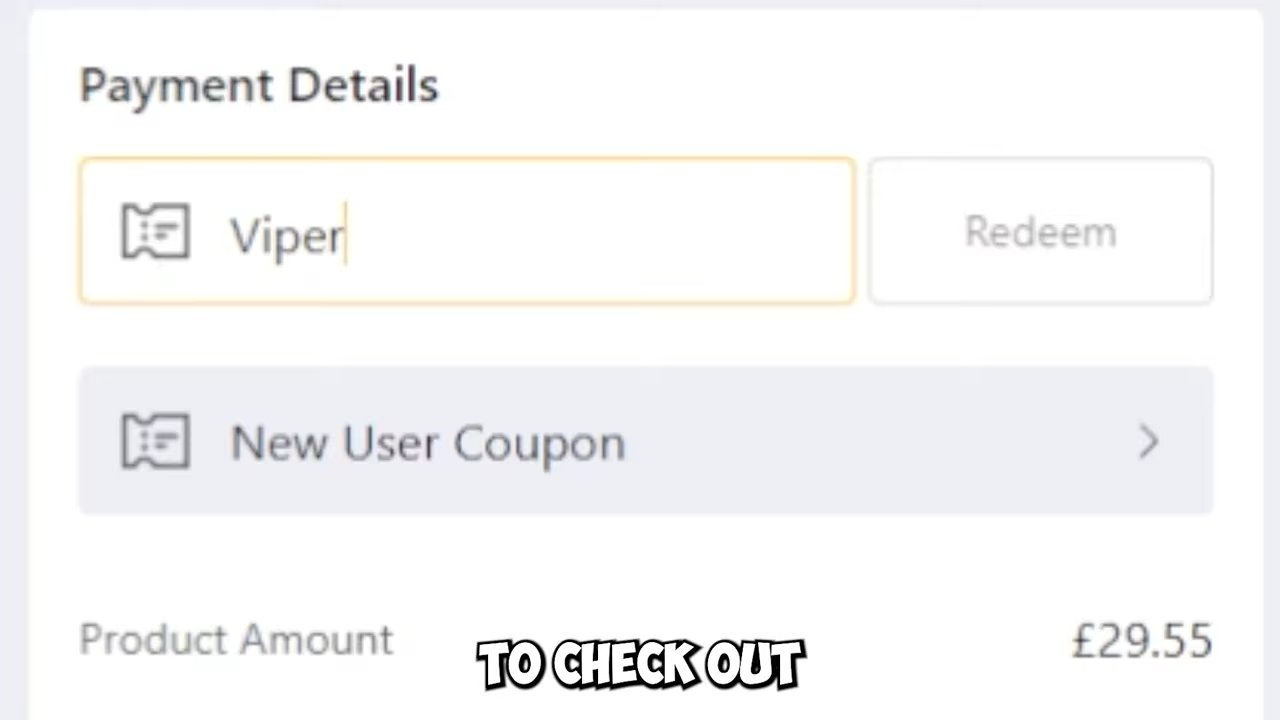 Payment Details
Viper
Redeem
New User Coupon
Product Amount
£29.55
TO CHECK OUT